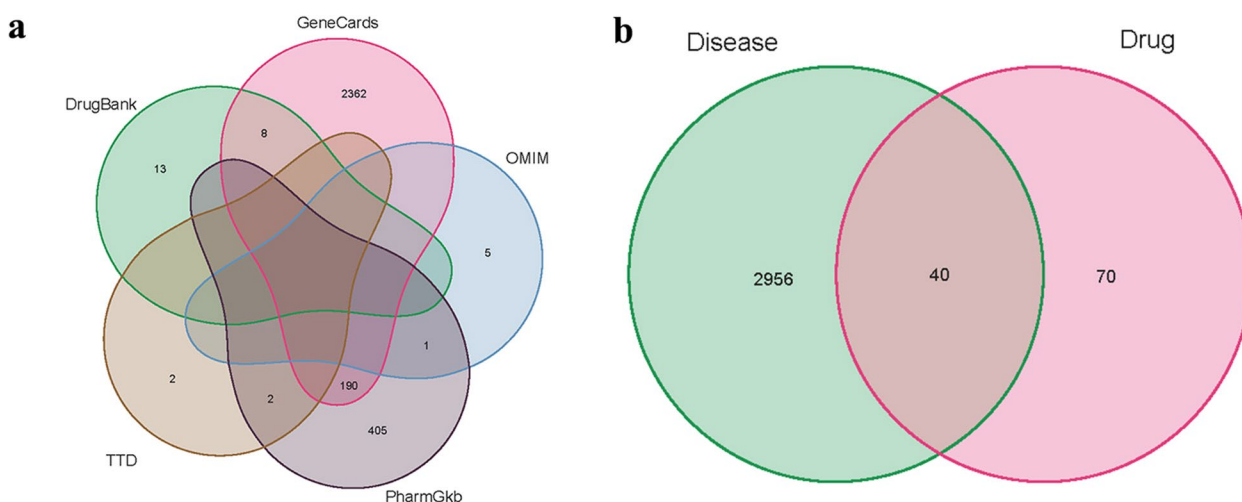 a
GeneCards
2362
DrugBank
8
13
OMIM
5
1
2
2
190
405
TTD
PharmGkb
b
Disease
Drug
2956
40
70